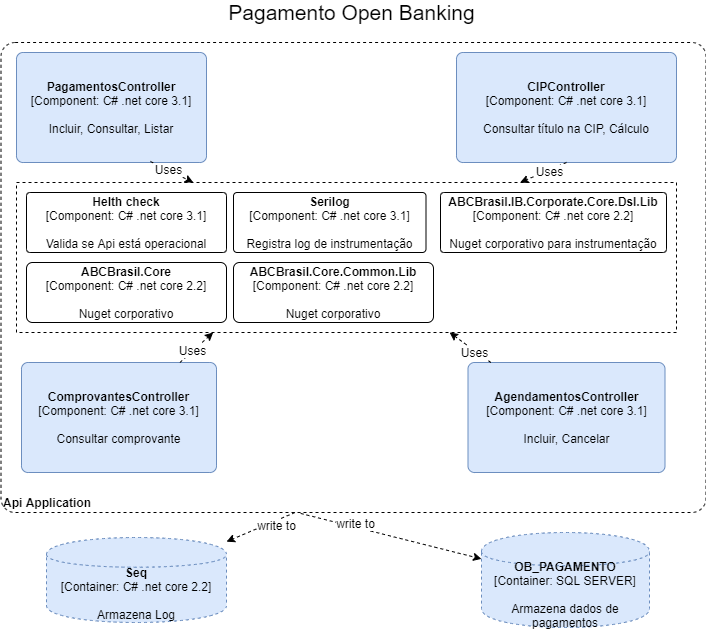 Pagamento Open Banking
PagamentosController
[Component: C# .net core 3.1]
Incluir, Consultar, Listar
CIPController
[Component: C# .net core 3.1]
Consultar título na CIP, Cálculo
Uses
Uses
Helth check
[Component: C# .net core 3.1]
Valida se Api está operacional
Serilog
[Component: C# .net core 3.1]
Registra log de instrumentação
ABCBrasil.IB.Corporate.Core.Dsl.Lib
[Component: C# .net core 2.2]
Nuget corporativo para instrumentação
ABCBrasil.Core
[Component: C# .net core 2.2]
Nuget corporativo
ABCBrasil.Core.Common.Lib
[Component: C# .net core 2.2]
Nuget corporativo
Uses
Uses
ComprovantesController
[Component: C# .net core 3.1]
Consultar comprovante
AgendamentosController
[Component: C# .net core 3.1]
Incluir, Cancelar
Api Application
write to
write to
Seq
[Container: C# .net core 2.2]
Armazena Log
OB_PAGAMENTO
[Container: SQL SERVER]
Armazena dados de
pagamentos